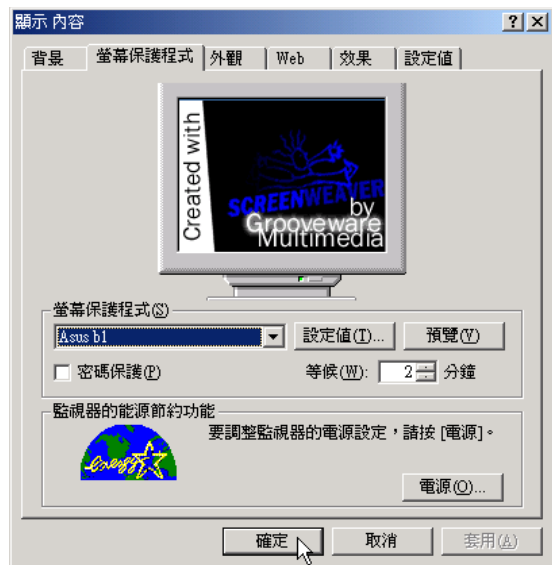 顯示 內容
背景 螢幕保護程式 外觀 Web 效果 設定值
Created with
SCREENWEAVER
by
Grooveware
Multimedia
螢幕保護程式(S)
Asus b1 設定值(T)... 預覽(V)
密碼保護(P) 等候(W): 2 分鐘
監視器的能源節約功能
要調整監視器的電源設定，請按 [電源]。
energy
電源(O)...
確定 取消 套用(A)